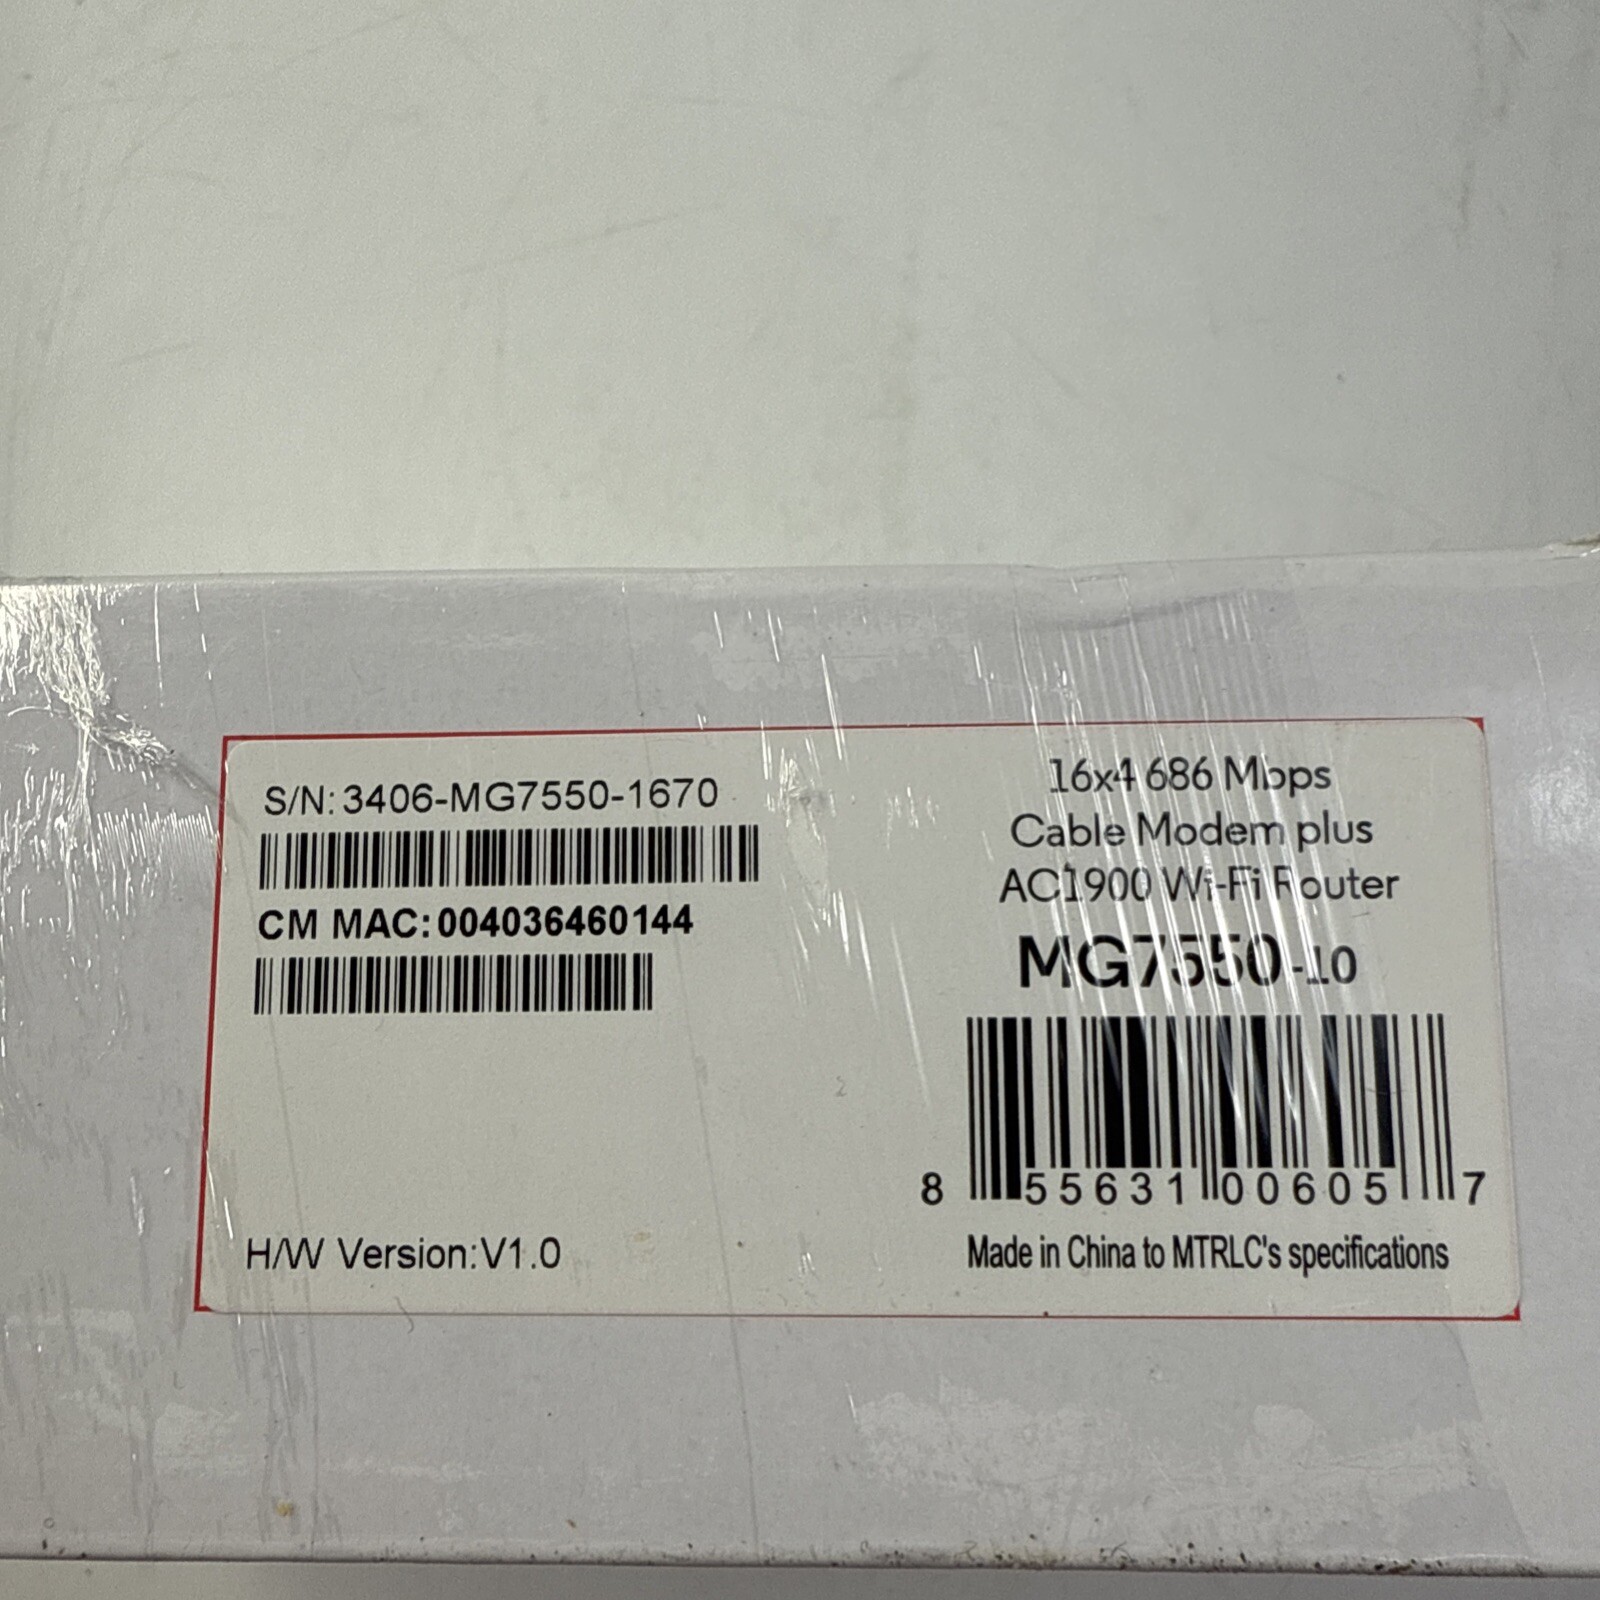 S/N: 3406-MG7550-1670
CM MAC: 004036460144
H/W Version:V1.0
16x4 686 Mbps
Cable Modem plus
AC1900 Wi-Fi Router
MG7550-10
8 55631 00605 7
Made in China to MTRLC's specifications